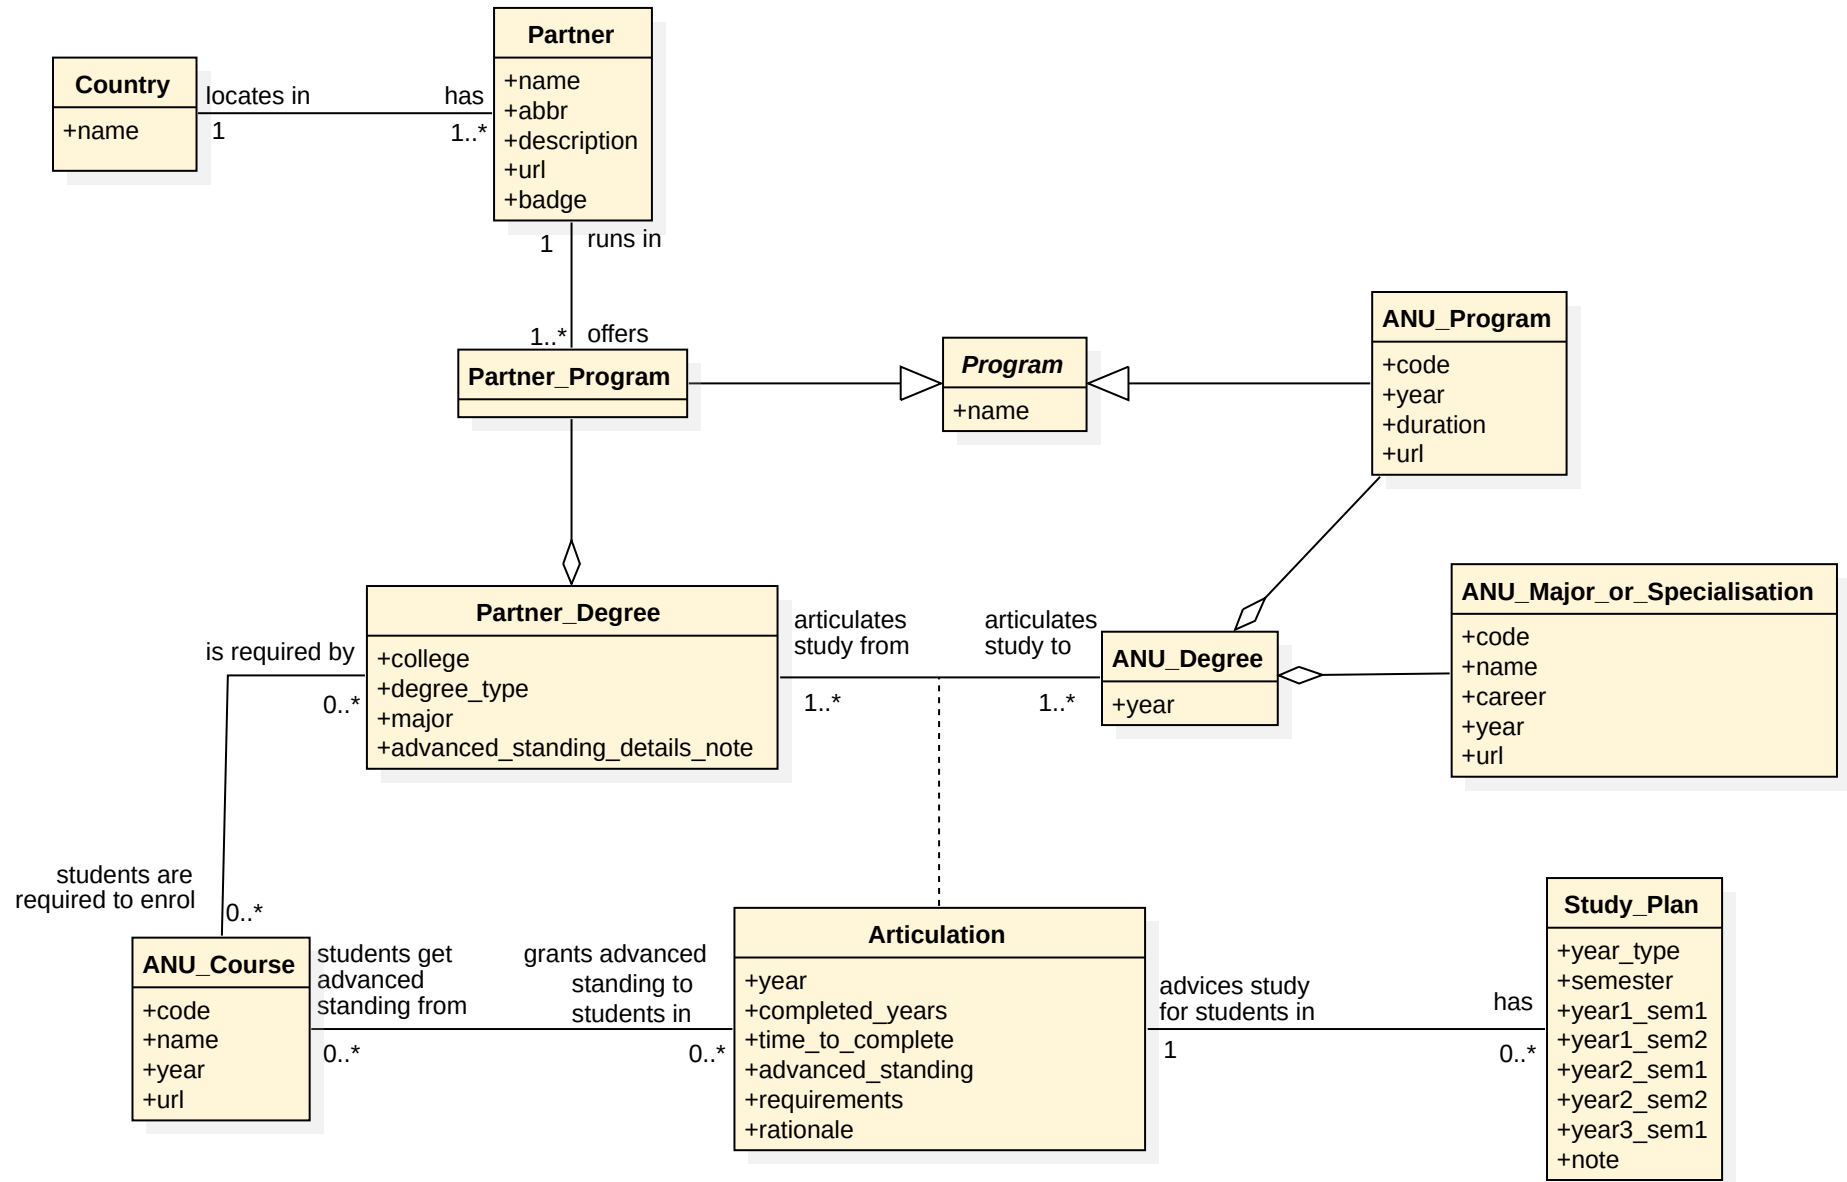 Partner
+name
+abbr
+description
+url
+badge
Country
+name
locates in
1
has
1..*
1
runs in
1..*
offers
Partner_Program
Program
+name
ANU_Program
+code
+year
+duration
+url
Partner_Degree
+college
+degree_type
+major
+advanced_standing_details_note
articulates
study from
1..*
articulates
study to
1..*
ANU_Degree
+year
ANU_Major_or_Specialisation
+code
+name
+career
+year
+url
is required by
0..*
students are
required to enrol
0..*
ANU_Course
+code
+name
+year
+url
students get
advanced
standing from
0..*
grants advanced
standing to
students in
0..*
Articulation
+year
+completed_years
+time_to_complete
+advanced_standing
+requirements
+rationale
advices study
for students in
1
has
0..*
Study_Plan
+year_type
+semester
+year1_sem1
+year1_sem2
+year2_sem1
+year2_sem2
+year3_sem1
+note